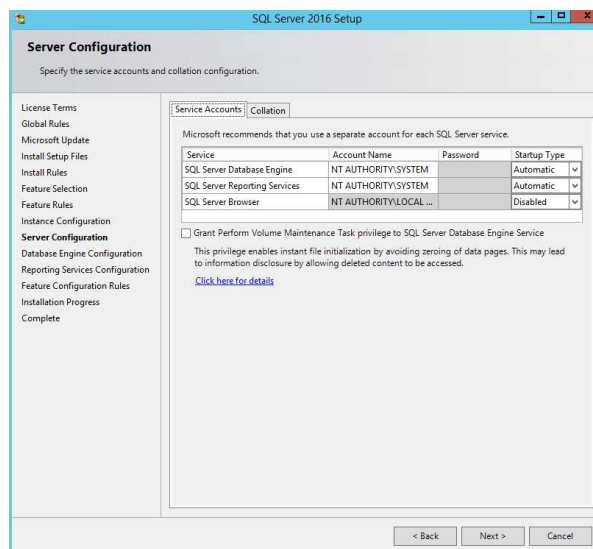 SQL Server 2016 Setup
Server Configuration
Specify the service accounts and collation configuration.
License Terms
Global Rules
Microsoft Update
Install Setup Files
Install Rules
Feature Selection
Feature Rules
Instance Configuration
Server Configuration
Database Engine Configuration
Reporting Services Configuration
Feature Configuration Rules
Installation Progress
Complete
Service Accounts Collation
Microsoft recommends that you use a separate account for each SQL Server service.
Service Account Name Password Startup Type
SQL Server Database Engine NT AUTHORITY\SYSTEM Automatic
SQL Server Reporting Services NT AUTHORITY\SYSTEM Automatic
SQL Server Browser NT AUTHORITY\LOCAL ... Disabled
Grant Perform Volume Maintenance Task privilege to SQL Server Database Engine Service
This privilege enables instant file initialization by avoiding zeroing of data pages. This may lead
to information disclosure by allowing deleted content to be accessed.
Click here for details
< Back Next > Cancel